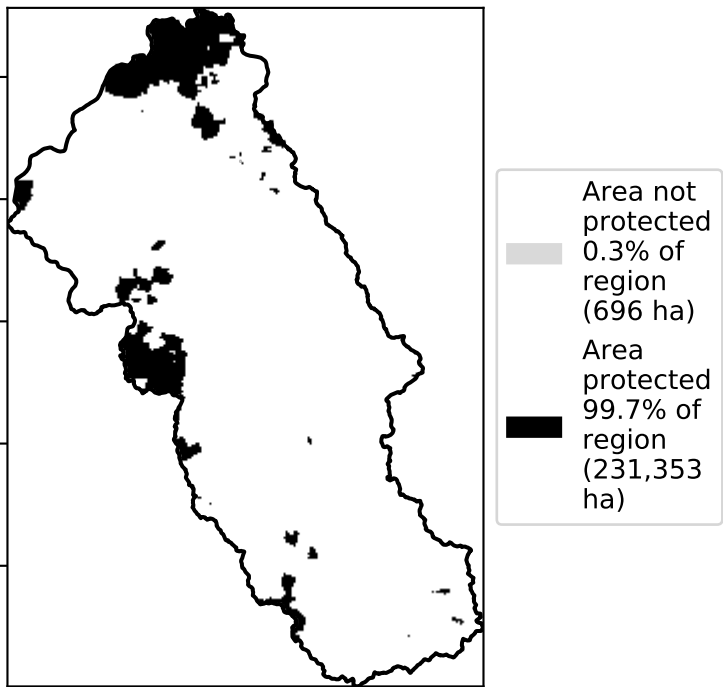 Area not
protected
0.3% of
region
(696 ha)
Area
protected
99.7% of
region
(231,353
ha)